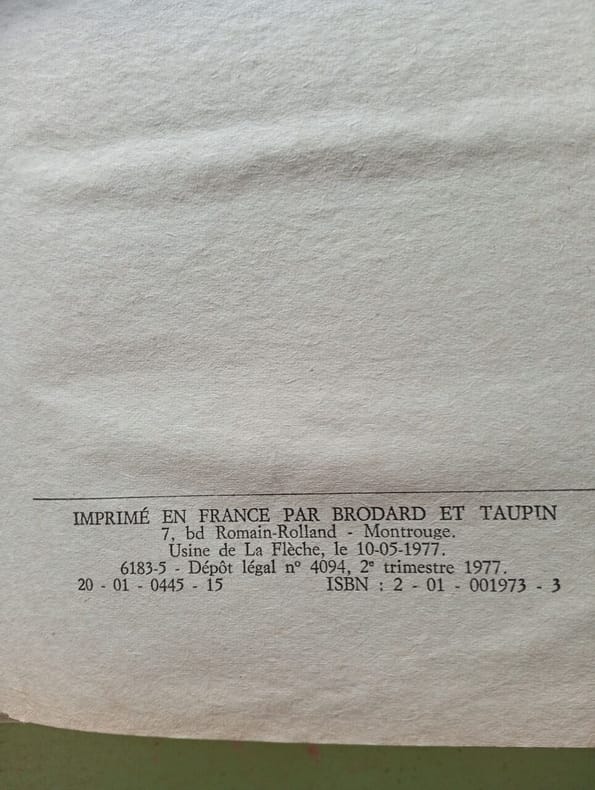 IMPRIMÉ EN FRANCE PAR BRODARD ET TAUPIN
7, bd Romain-Rolland - Montrouge.
Usine de La Flèche, le 10-05-1977.
6183-5 - Dépôt légal nº 4094, 2ᵉ trimestre 1977.
20 - 01 - 0445 - 15 ISBN : 2 - 01 - 001973 - 3